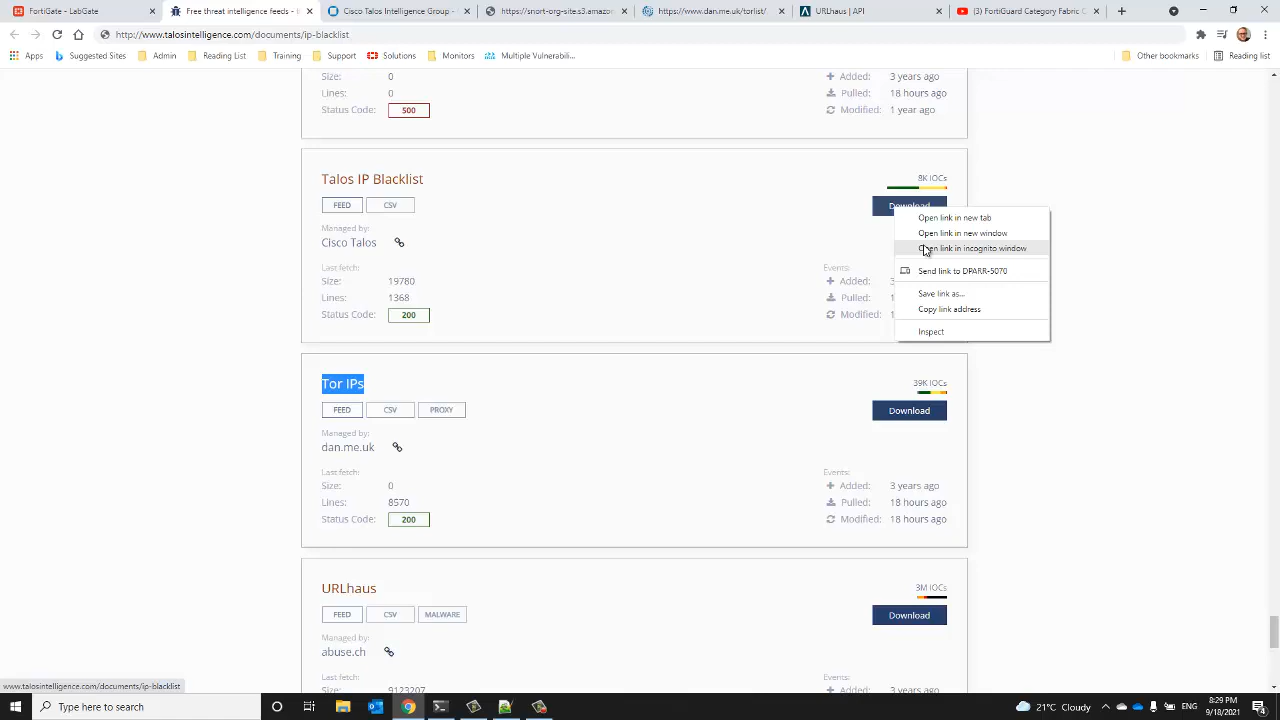 FortiGate - LabGate
Free threat intelligence feeds - t
Cisco Talos Intelligence Group -
https://snort-org-site.s3.amazon
https://www.dan.me.uk/torlist/
URLhaus | API
(3) FortiGuard Category Fabric C
http://www.talosintelligence.com/documents/ip-blacklist
Apps
Suggested Sites
Admin
Reading List
Training
Support
Solutions
Monitors
Multiple Vulnerabili...
Other bookmarks
Reading list
Size: 0
Lines: 0
Status Code: 500
Added: 3 years ago
Pulled: 18 hours ago
Modified: 1 year ago
Talos IP Blacklist
8K IOCs
FEED CSV
Download
Managed by:
Cisco Talos
Last fetch:
Size: 19780
Lines: 1368
Status Code: 200
Events:
Added:
Pulled:
Modified:
Open link in new tab
Open link in new window
Open link in incognito window
Send link to DPARR-5070
Save link as...
Copy link address
Inspect
Tor IPs
39K IOCs
FEED CSV PROXY
Download
Managed by:
dan.me.uk
Last fetch:
Size: 0
Lines: 8570
Status Code: 200
Events:
Added: 3 years ago
Pulled: 18 hours ago
Modified: 18 hours ago
URLhaus
3M IOCs
FEED CSV MALWARE
Download
Managed by:
abuse.ch
Last fetch:
Size: 9123207
Events:
Added: 3 years ago
www.talosintelligence.com/documents/ip-blacklist
Type here to search
21°C Cloudy
8:29 PM
9/18/2021